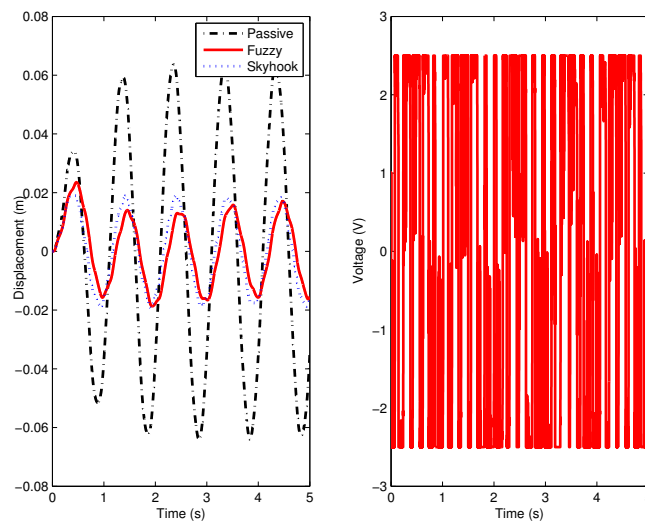 0.08
0.06
0.04
0.02
0
−0.02
−0.04
−0.06
−0.08
Displacement (m)
0 1 2 3 4 5
Time (s)
Passive
Fuzzy
Skyhook
3
2
1
0
−1
−2
−3
Voltage (V)
0 1 2 3 4
Time (s)